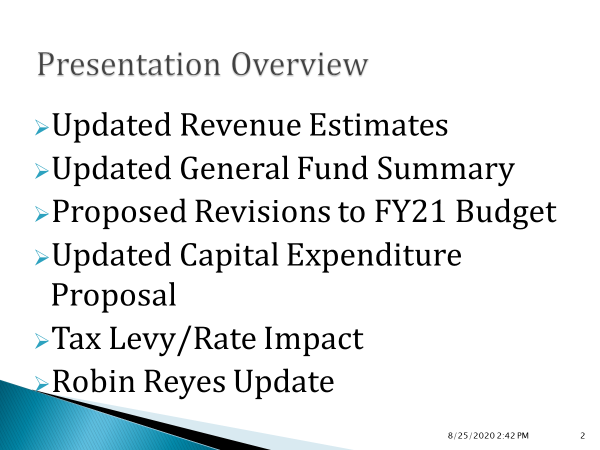 Presentation Overview
Updated Revenue Estimates
Updated General Fund Summary
Proposed Revisions to FY21 Budget
Updated Capital Expenditure
Proposal
Tax Levy/Rate Impact
Robin Reyes Update
8/25/2020 2:42 PM 2